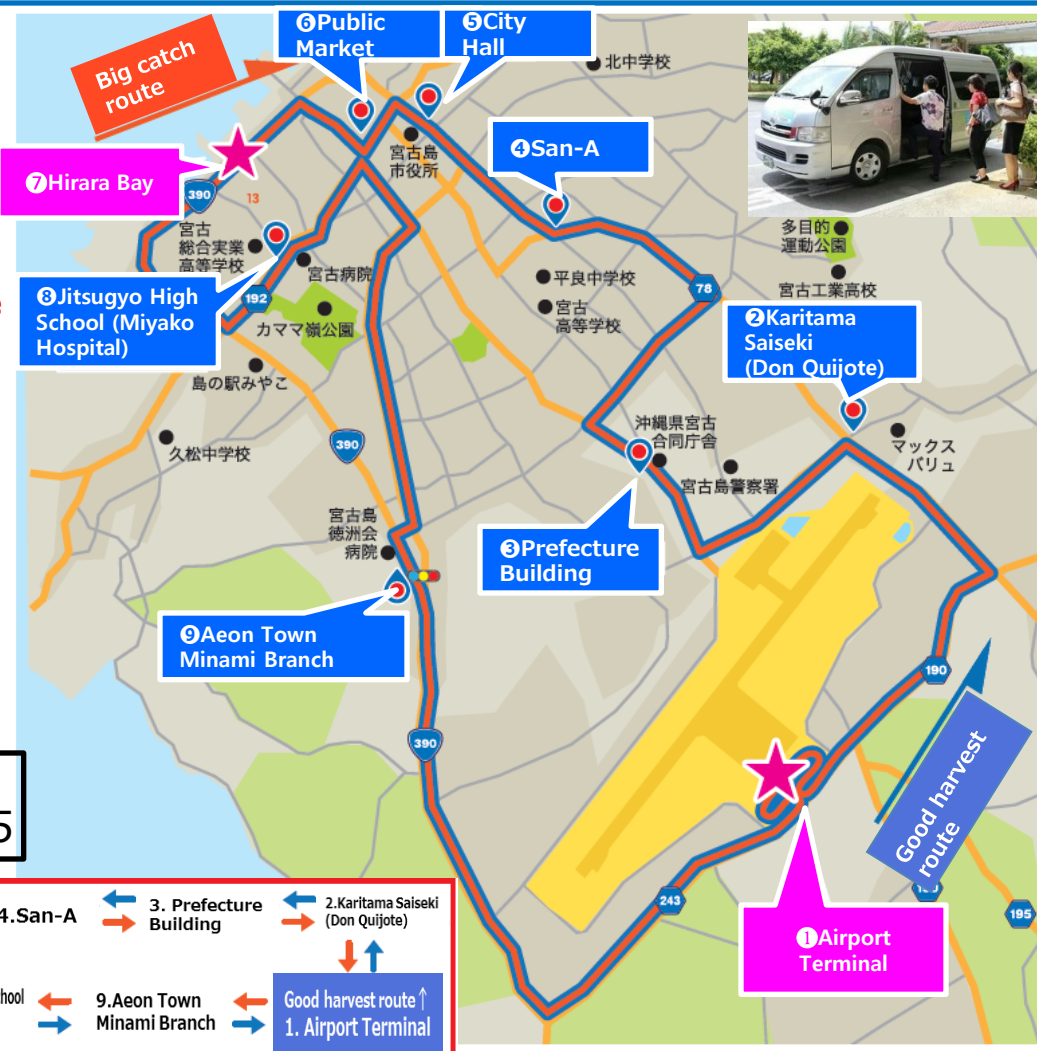 ❻Public
Market
❺City
Hall
Big catch
route
北中学校
宮古島
市役所
❹San-A
❼Hirara Bay
390
13
宮古
総合実業
高等学校
宮古病院
多目的
運動公園
宮古工業高校
平良中学校
宮古
高等学校
78
❽Jitsugyo High
School (Miyako
Hospital)
192
カママ嶺公園
島の駅みやこ
❷Karitama
Saiseki
(Don Quijote)
390
久松中学校
沖縄県宮古
合同庁舎
マックス
バリュ
宮古島警察署
宮古島
徳洲会
病院
❸Prefecture
Building
❾Aeon Town
Minami Branch
190
390
Good harvest
route
243
195
❶Airport
Terminal
5
4.San-A
3. Prefecture
Building
2.Karitama Saiseki
(Don Quijote)
9.Aeon Town
Minami Branch
Good harvest route↑
1. Airport Terminal